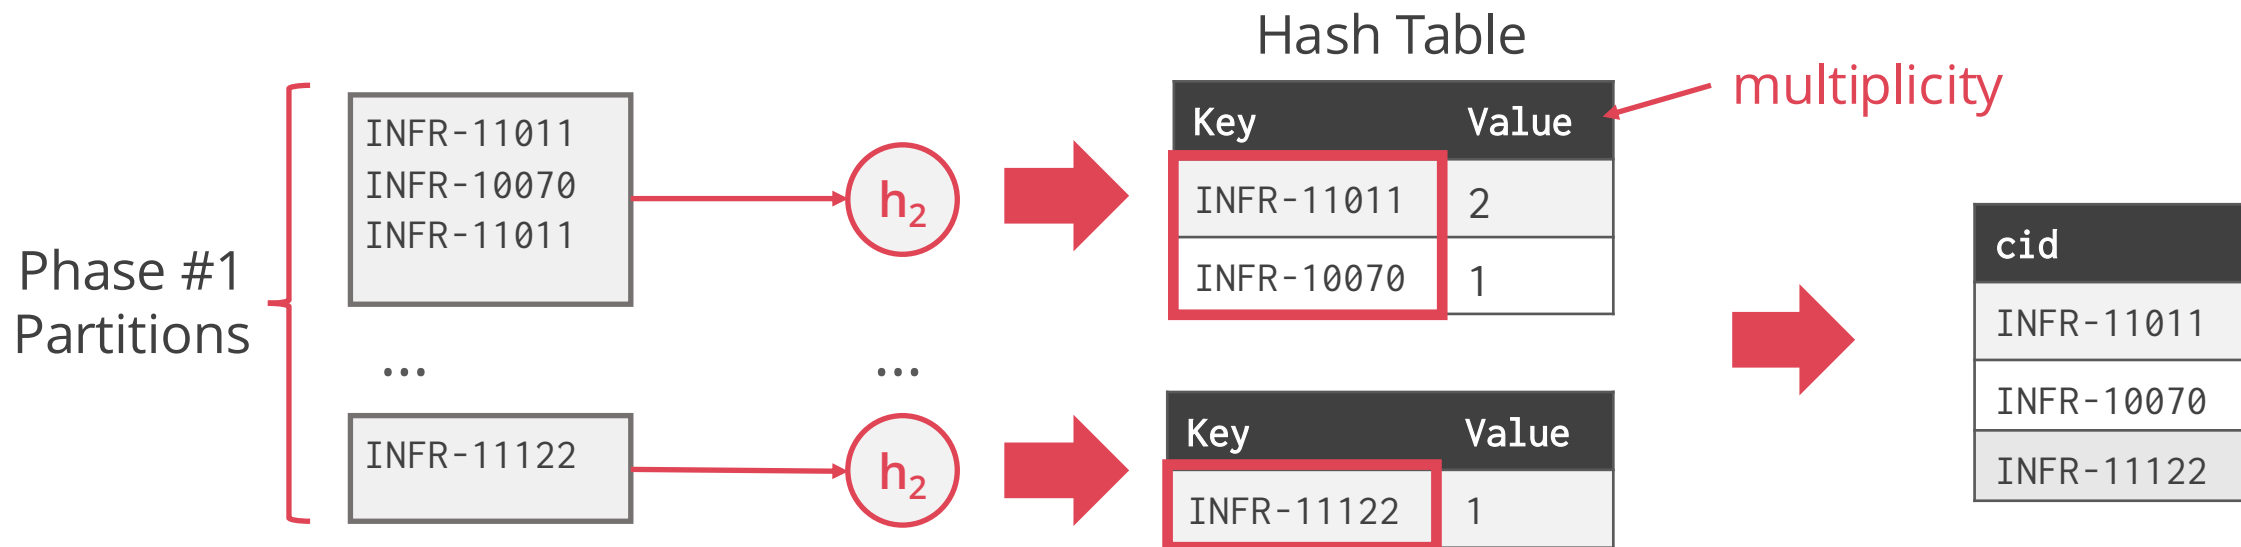 Hash Table
multiplicity
Phase #1
Partitions
INFR-11011
INFR-10070
INFR-11011
...
INFR-11122
h₂
...
h₂
Key Value
INFR-11011 2
INFR-10070 1
Key Value
INFR-11122 1
cid
INFR-11011
INFR-10070
INFR-11122